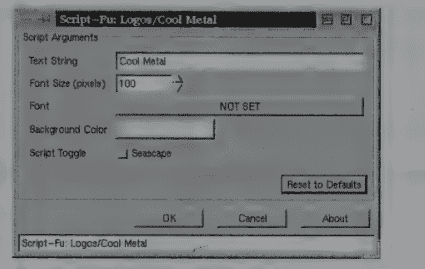 Script-Fu: Logos/Cool Metal
Script Arguments
Text String Cool Metal
Font Size (pixels) 100
Font NOT SET
Background Color
Script Toggle Seascape
Reset to Defaults
OK Cancel About
Script-Fu: Logos/Cool Metal